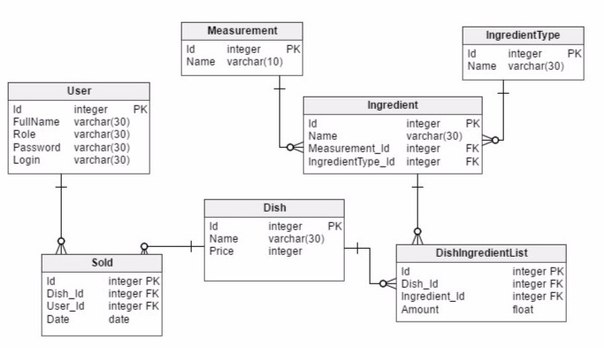 Measurement
Id integer PK
Name varchar(10)
IngredientType
Id integer PK
Name varchar(30)
User
Id integer PK
FullName varchar(30)
Role varchar(30)
Password varchar(30)
Login varchar(30)
Ingredient
Id integer PK
Name varchar(30)
Measurement_Id integer FK
IngredientType_Id integer FK
Dish
Id integer PK
Name varchar(30)
Price integer
Sold
Id integer PK
Dish_Id integer FK
User_Id integer FK
Date date
DishIngredientList
Id integer PK
Dish_Id integer FK
Ingredient_Id integer FK
Amount float